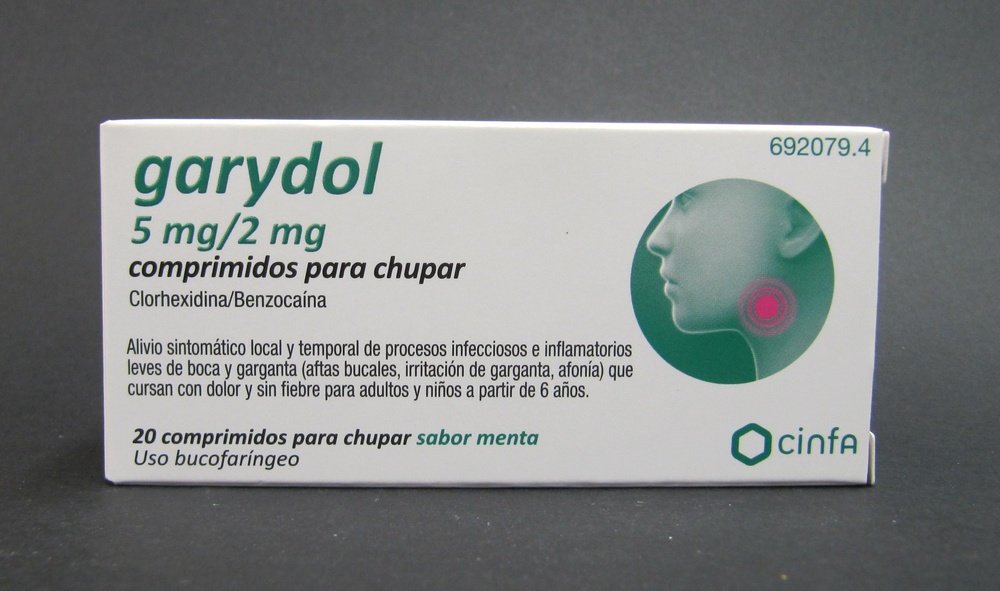 garydol
692079.4
5 mg/2 mg
comprimidos para chupar
Clorhexidina/Benzocaína
Alivio sintomático local y temporal de procesos infecciosos e inflamatorios
leves de boca y garganta (aftas bucales, irritación de garganta, afonía) que
cursan con dolor y sin fiebre para adultos y niños a partir de 6 años.
20 comprimidos para chupar sabor menta
Uso bucofaríngeo
cinfa